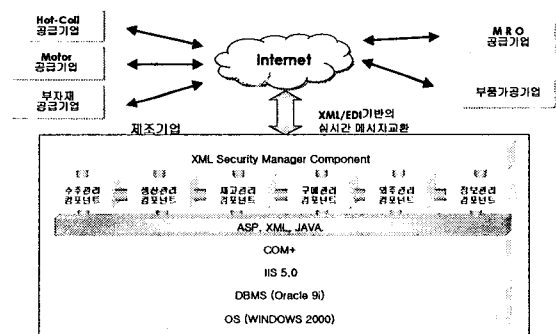 Hot-Coil
공급기업
Motor
공급기업
부자재
공급기업
Internet
M R O
공급기업
부품가공기업
제조기업
XML/EDI기반의
실시간 메시지교환
XML Security Manager Component
수주관리
컴포넌트
생산관리
컴포넌트
재고관리
컴포넌트
구매관리
컴포넌트
외주관리
컴포넌트
정보관리
컴포넌트
ASP, XML, JAVA.
COM+
IIS 5.0
DBMS (Oracle 9i)
OS (WINDOWS 2000)